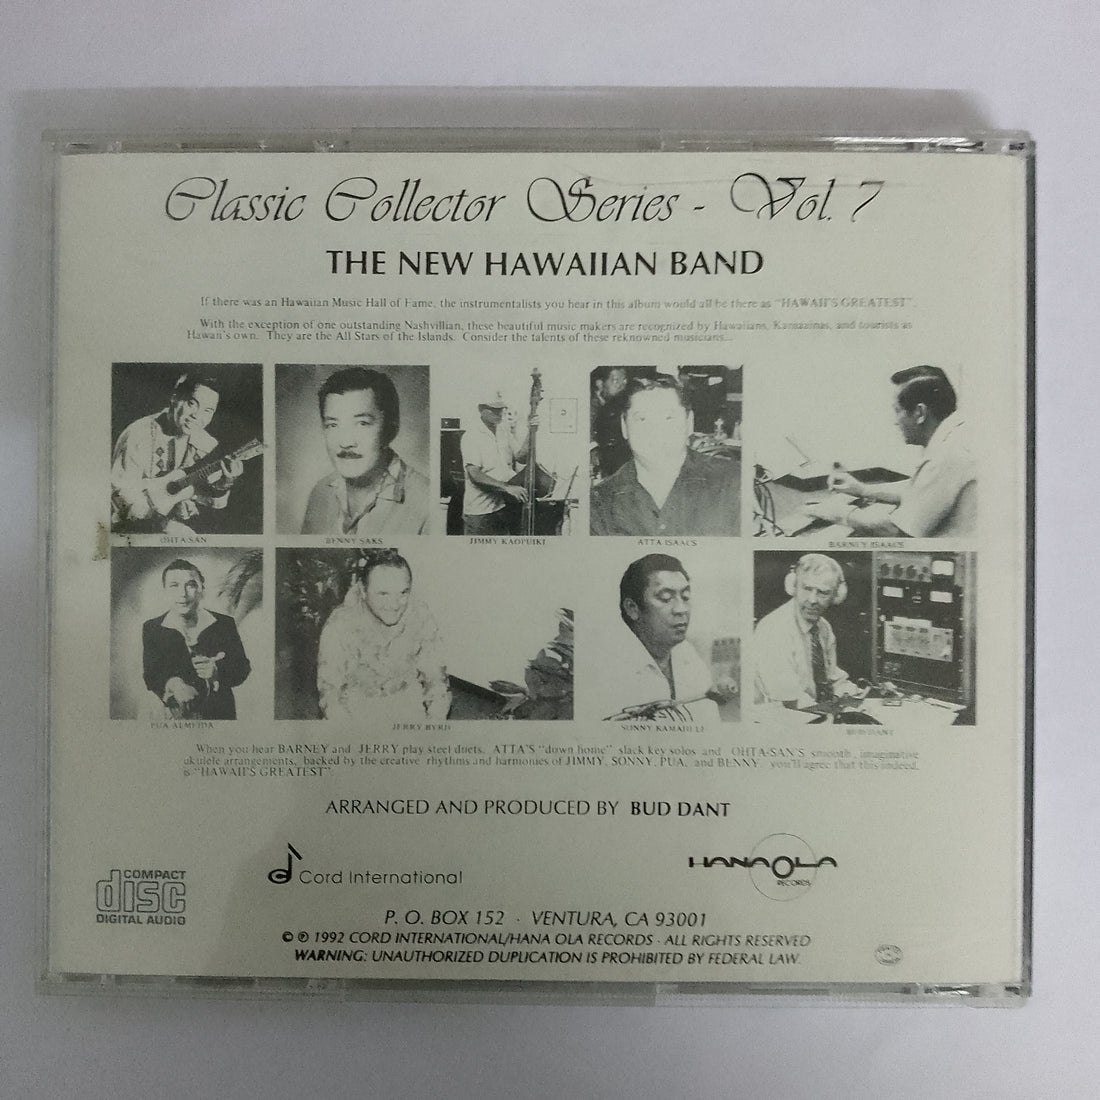 Classic Collector Series - Vol. 7
THE NEW HAWAIIAN BAND
If there was an Hawaiian Music Hall of Fame, the instrumentalists you hear in this album would all be there as "HAWAII'S GREATEST".
With the exception of one outstanding Nashvillian, these beautiful music makers are recognized by Hawaiians, Kamaainas, and tourists as
Hawaii's own. They are the All Stars of the Islands. Consider the talents of these reknowned musicians...
OHTA-SAN
BENNY SAKS
JIMMY KAOPUIKI
ATTA ISAACS
BARNEY ISAACS
PUA ALMEIDA
JERRY BYRD
SONNY KAMAHELE
BUD DANT
When you hear BARNEY and JERRY play steel duets, ATTA'S "down home" slack key solos and OHTA-SAN'S smooth, imaginative
ukulele arrangements, backed by the creative rhythms and harmonies of JIMMY, SONNY, PUA, and BENNY, you'll agree that this indeed,
is "HAWAII'S GREATEST"
ARRANGED AND PRODUCED BY BUD DANT
Cord International
HANAOLA
RECORDS
COMPACT
disc
DIGITAL AUDIO
P. O. BOX 152 · VENTURA, CA 93001
© ℗ 1992 CORD INTERNATIONAL/HANA OLA RECORDS · ALL RIGHTS RESERVED
WARNING: UNAUTHORIZED DUPLICATION IS PROHIBITED BY FEDERAL LAW.